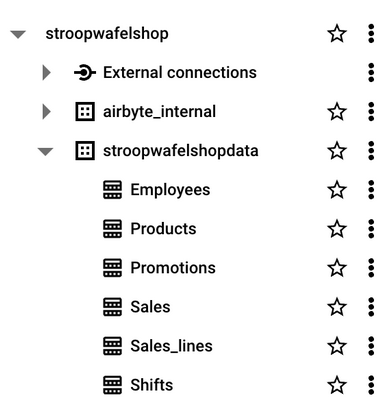 stroopwafelshop
External connections
airbyte_internal
stroopwafelshopdata
Employees
Products
Promotions
Sales
Sales_lines
Shifts